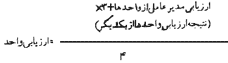 ارزیابی مدیر عامل از واحدها+۳×
(نتیجه ارزیابی واحدها از یکدیگر)
ارزیابی واحد =
۴